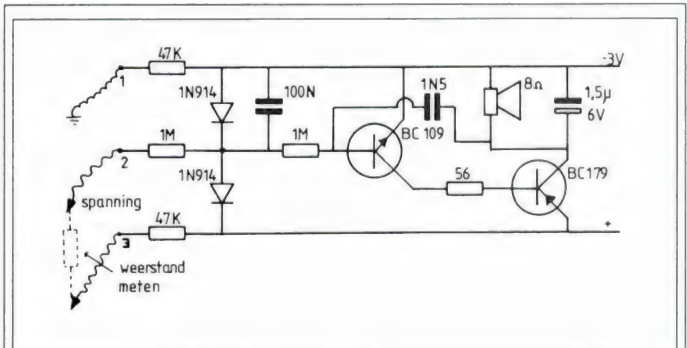 47K
-3V
1
1N914
100N
1N5
8Ω
1,5µ
6V
1M
1M
BC 109
2
56
BC179
spanning
1N914
47K
+
3
weerstand
meten